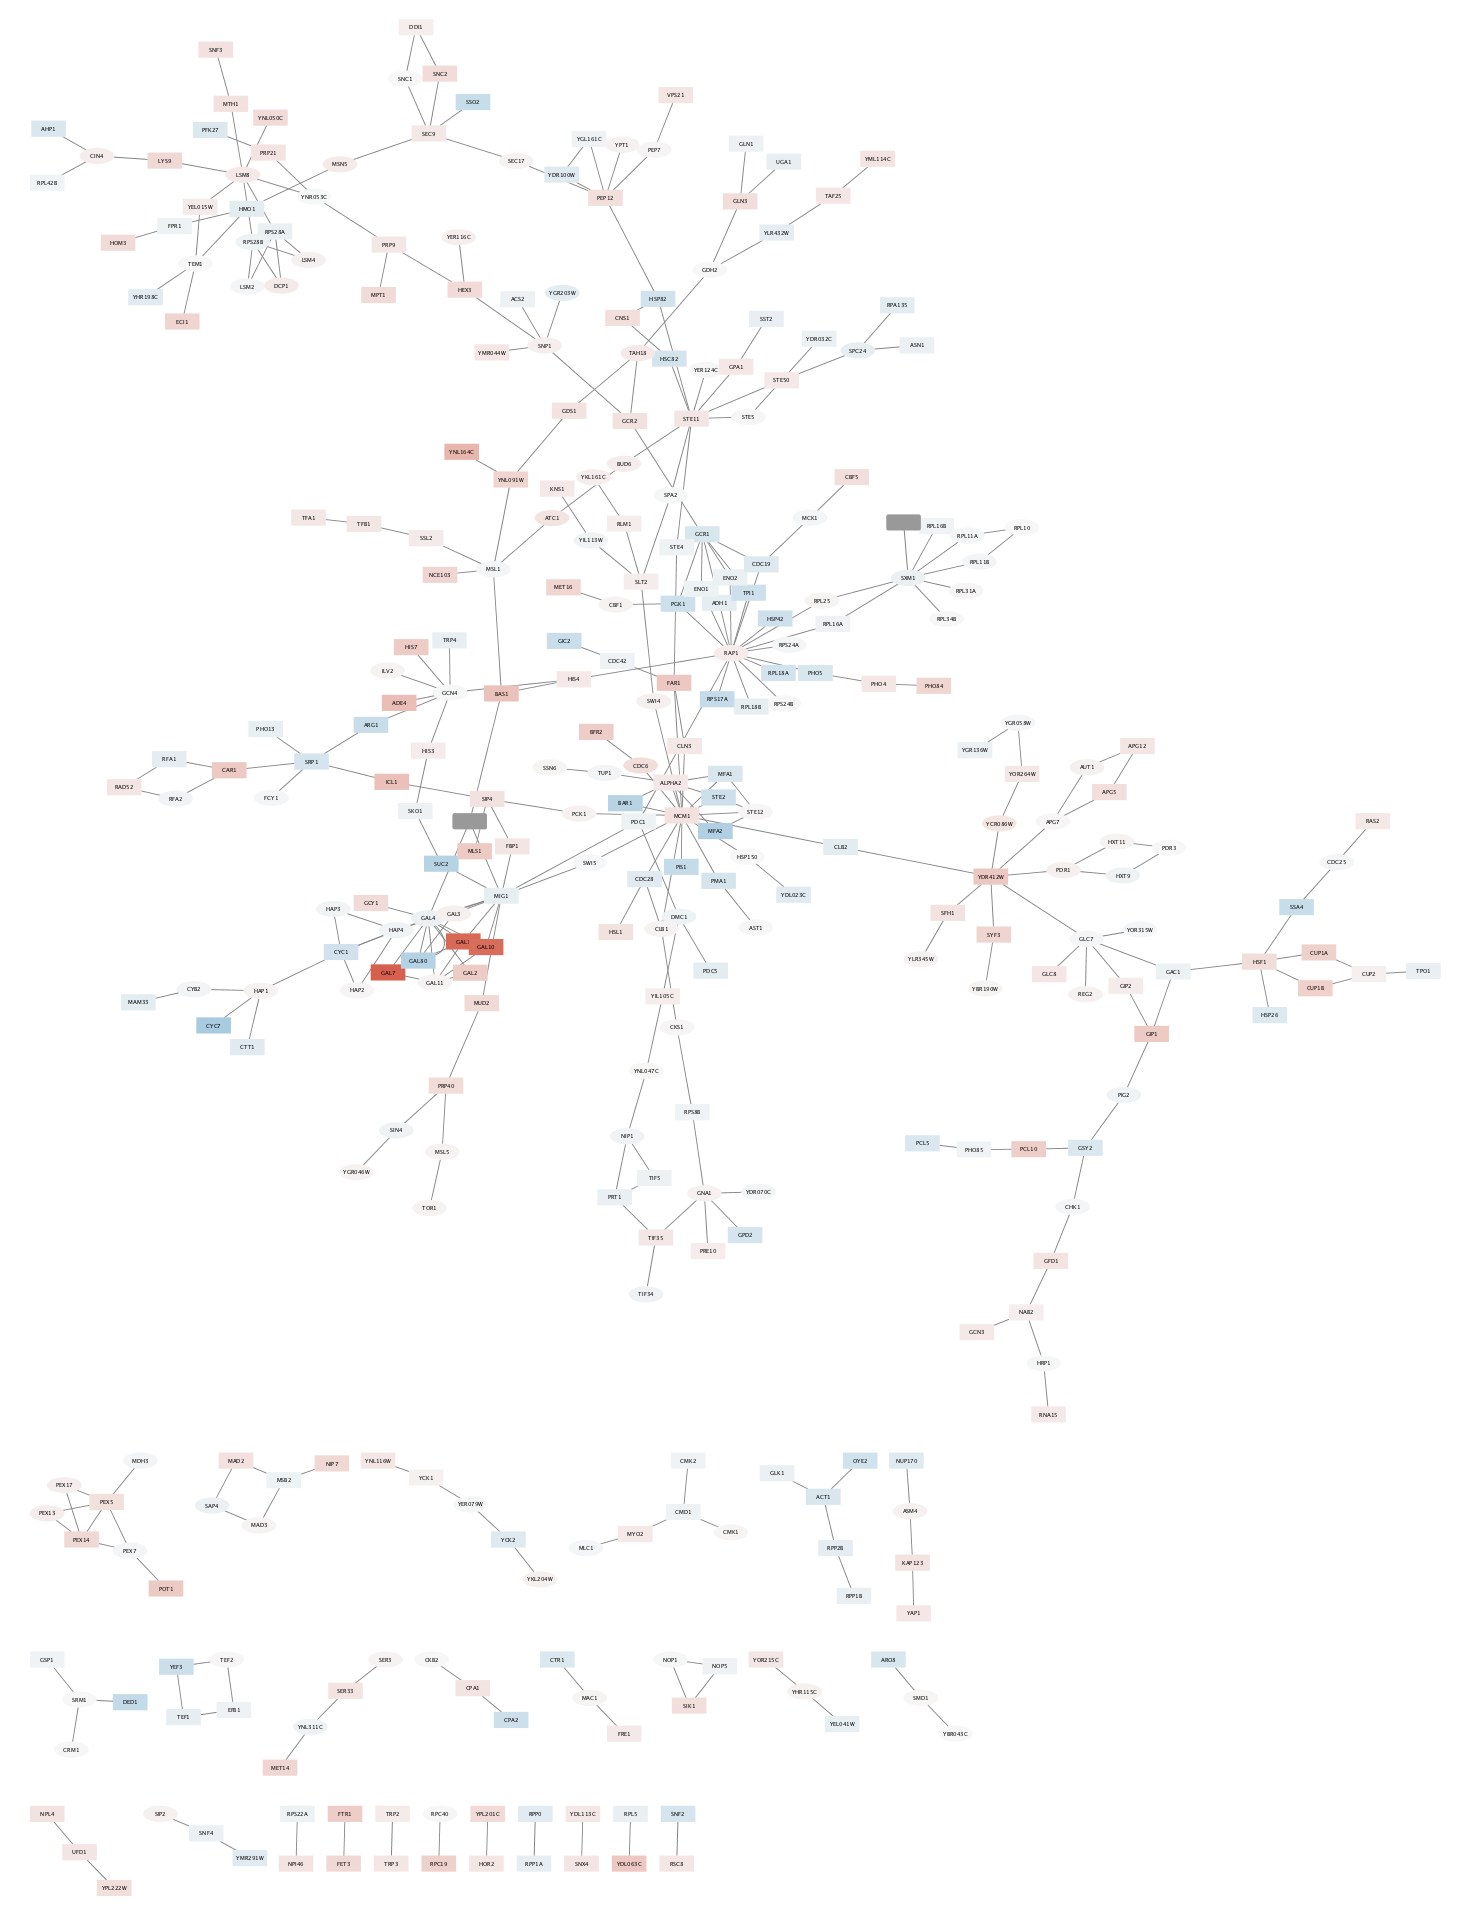 DDI1
SNF3
SNC1
SNC2
SSO2
VPS21
MTH1
YNL050C
AHP1
PFK27
SEC9
YGL161C
YPT1
PEP7
GLN1
CIN4
LYS9
PRP21
MSN5
SEC17
UGA1
YML114C
RPL42B
LSM8
YDR100W
YNR053C
PEP12
GLN3
TAF25
YEL015W
HMO1
FPR1
RPS28A
YLR432W
HOM3
RPS28B
PRP9
YER116C
TEM1
LSM4
GDH2
LSM2
DCP1
YHR198C
MPT1
HEX3
ACS2
YGR203W
HSP82
RPA135
ECI1
CNS1
SST2
YDR032C
SNP1
YMR044W
TAH18
HSC82
SPC24
ASN1
YER124C
GPA1
STE50
GDS1
GCR2
STE11
STE5
YNL164C
BUD6
YNL091W
YKL161C
CBF5
KNS1
SPA2
TFA1
TFB1
ATC1
RLM1
MCK1
RPL16B
RPL10
SSL2
YIL113W
GCR1
RPL11A
STE4
MSL1
CDC19
RPL11B
NCE103
SLT2
ENO2
SXM1
MET16
ENO1
TPI1
RPL31A
CBF1
PGK1
ADH1
RPL25
HSP42
RPL34B
RPL16A
GIC2
TRP4
HIS7
CDC42
RAP1
RPS24A
ILV2
HIS4
FAR1
RPL18A
PHO5
PHO4
PHO84
GCN4
BAS1
ADE4
SWI4
RPS17A
RPL18B
RPS24B
ARG1
PHO13
BFR2
YGR058W
HIS3
CLN3
YGR136W
APG12
RFA1
SRP1
CAR1
CDC6
SSN6
TUP1
MFA1
AUT1
YOR264W
RAD52
ICL1
ALPHA2
APG5
RFA2
FCY1
SIP4
STE2
BAR1
SKO1
PCK1
MCM1
STE12
PDC1
YCR086W
APG7
RAS2
MFA2
MLS1
FBP1
CLB2
HXT11
PDR3
SUC2
SWI5
HSP150
PIS1
CDC25
PDR1
HXT9
YDR412W
CDC28
PMA1
YDL023C
MIG1
GCY1
HAP3
GAL4
GAL3
SSA4
SFH1
DMC1
HAP4
CLB1
AST1
HSL1
GAL1
GAL10
SYF3
GLC7
YOR315W
CYC1
YLR345W
GAL80
GAL7
GAL2
PDC5
GAL11
GLC8
GAC1
HSF1
CUP1A
CUP2
TPO1
CYB2
HAP1
HAP2
YBR190W
REG2
GIP2
CUP1B
MAM33
MUD2
YIL105C
HSP26
CYC7
CKS1
GIP1
CTT1
YNL047C
PRP40
PIG2
RPS8B
SIN4
NIP1
PCL5
PHO85
PCL10
GSY2
MSL5
YGR046W
TIF5
PRT1
GNA1
YDR070C
TOR1
CHK1
TIF35
GPD2
PRE10
GFD1
TIF34
NAB2
GCN3
HRP1
RNA15
MDH3
MAD2
NIP7
YNL116W
CMK2
OYE2
NUP170
PEX17
MSB2
YCK1
GLK1
PEX5
SAP4
YER079W
ACT1
PEX13
CMD1
ASM4
MAD3
PEX14
YCK2
MYO2
CMK1
PEX7
MLC1
RPP2B
KAP123
POT1
YKL204W
RPP1B
YAP1
GSP1
YEF3
TEF2
SER3
CKB2
CTR1
NOP1
NOP5
YOR215C
ARO8
SRM1
DED1
SER33
CPA1
MAC1
SIK1
YHR115C
SMD1
TEF1
EFB1
YNL311C
CPA2
FRE1
YEL041W
YBR043C
CRM1
MET14
NPL4
SIP2
RPS22A
FTR1
TRP2
RPC40
YPL201C
RPP0
YDL113C
RPL5
SNF2
SNF4
UFD1
YMR291W
NPI46
FET3
TRP3
RPC19
HOR2
RPP1A
SNX4
YDL063C
RSC8
YPL222W